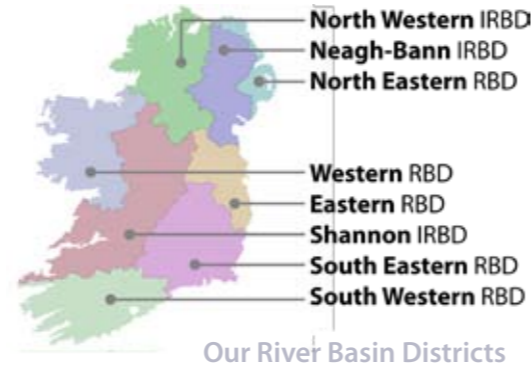 North Western IRBD
Neagh-Bann IRBD
North Eastern RBD
Western RBD
Eastern RBD
Shannon IRBD
South Eastern RBD
South Western RBD
Our River Basin Districts